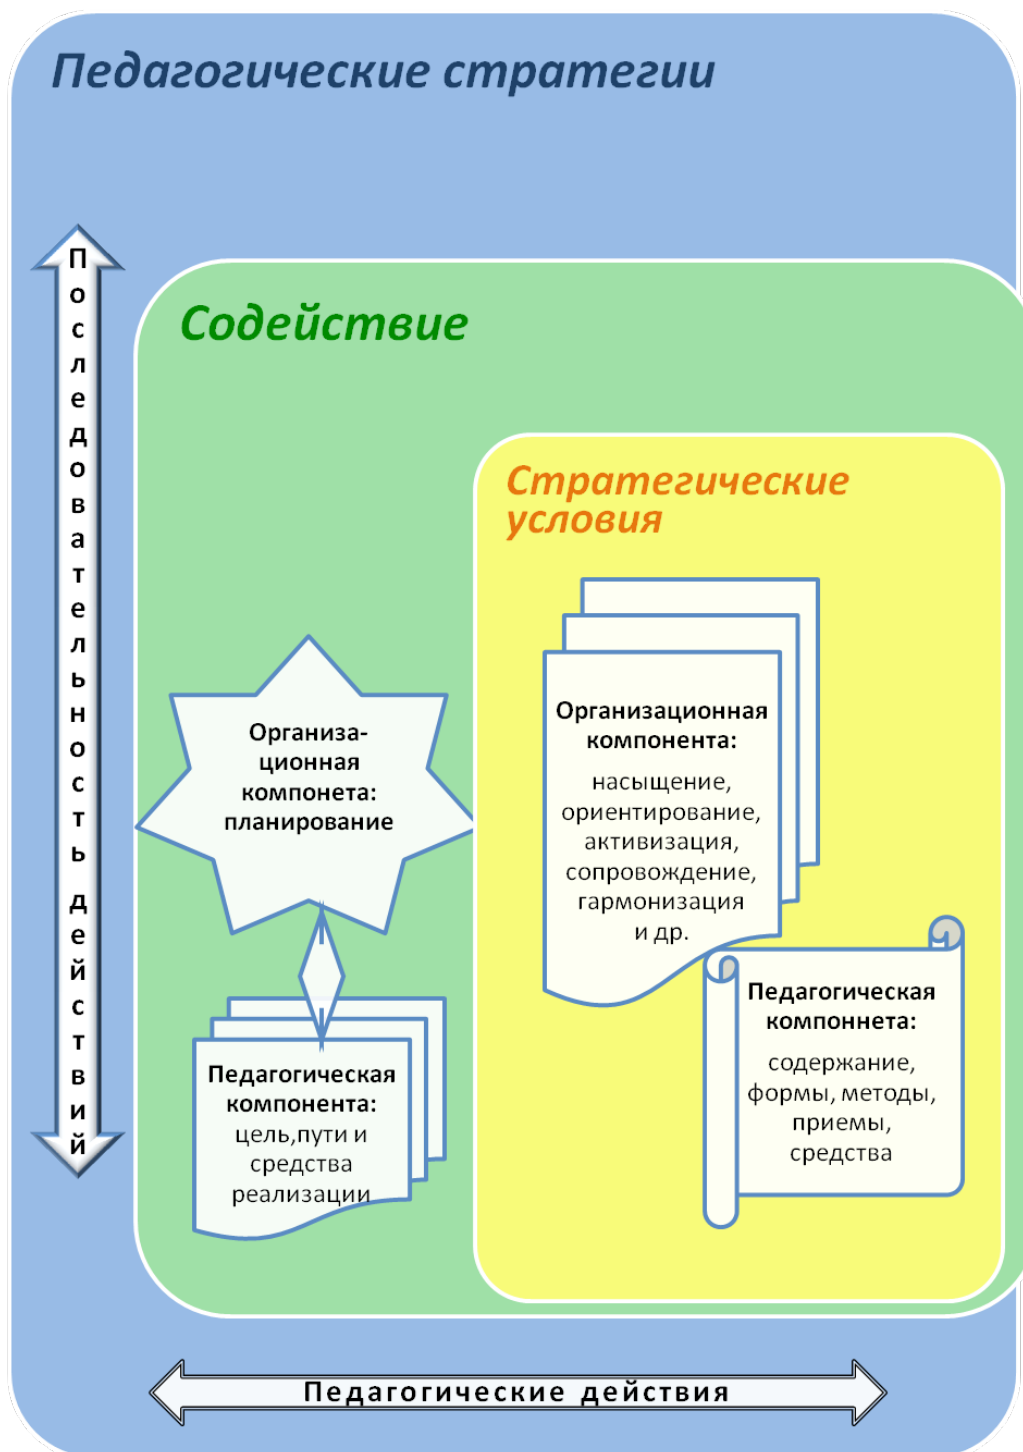 Педагогические стратегии
Последовательность действий
Содействие
Стратегические
условия
Организа-
ционная
компонета:
планирование
Педагогическая
компонента:
цель,пути и
средства
реализации
Организационная
компонента:
насыщение,
ориентирование,
активизация,
сопровождение,
гармонизация
и др.
Педагогическая
компоннета:
содержание,
формы, методы,
приемы,
средства
Педагогические действия